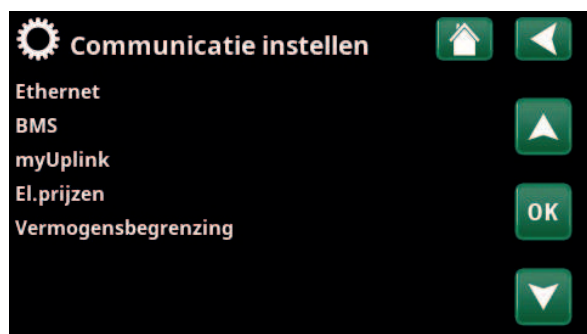 Communicatie instellen
Ethernet
BMS
myUplink
El.prijzen
Vermogensbegrenzing
OK